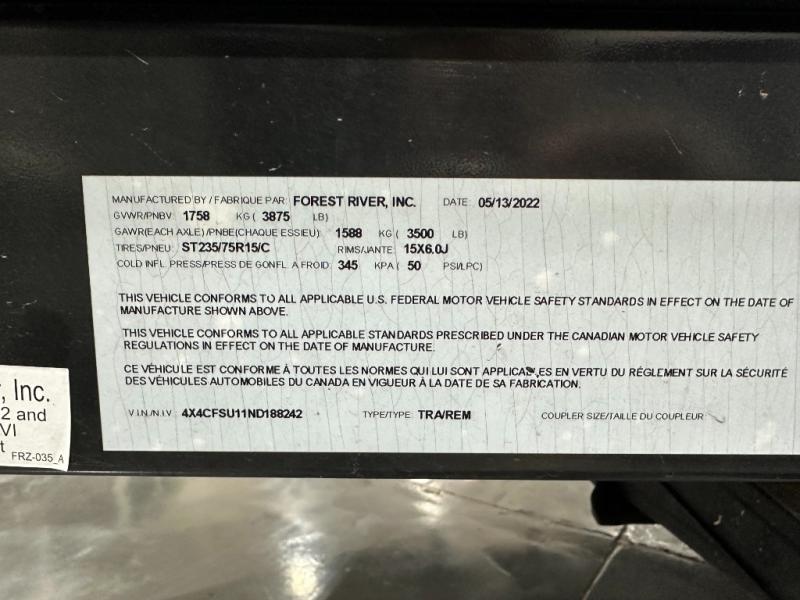 MANUFACTURED BY / FABRIQUE PAR: FOREST RIVER, INC. DATE: 05/13/2022
GVWR/PNBV 1758 KG ( 3875 LB)
GAWR(EACH AXLE) /PNBE(CHAQUE ESSIEU) 1588 KG ( 3500 LB)
TIRES/PNEU: ST235/75R15/C RIMS/JANTE: 15X6.0J
COLD INFL. PRESS/PRESS DE GONFL. A FROID: 345 KPA ( 50 PSI/LPC)
THIS VEHICLE CONFORMS TO ALL APPLICABLE U.S. FEDERAL MOTOR VEHICLE SAFETY STANDARDS IN EFFECT ON THE DATE OF
MANUFACTURE SHOWN ABOVE.
THIS VEHICLE CONFORMS TO ALL APPLICABLE STANDARDS PRESCRIBED UNDER THE CANADIAN MOTOR VEHICLE SAFETY
REGULATIONS IN EFFECT ON THE DATE OF MANUFACTURE.
CE VÉHICULE EST CONFORME À TOUTES LES NORMES QUI LUI SONT APPLICABLES EN VERTU DU RÉGLEMENT SUR LA SÉCURITÉ
DES VÉHICULES AUTOMOBILES DU CANADA EN VIGUEUR À LA DATE DE SA FABRICATION.
V.I.N./N.I.V 4X4CFSU11ND188242 TYPE/TYPE: TRA/REM COUPLER SIZE/TAILLE DU COUPLEUR
, Inc.
2 and
VI
t FRZ-035_A